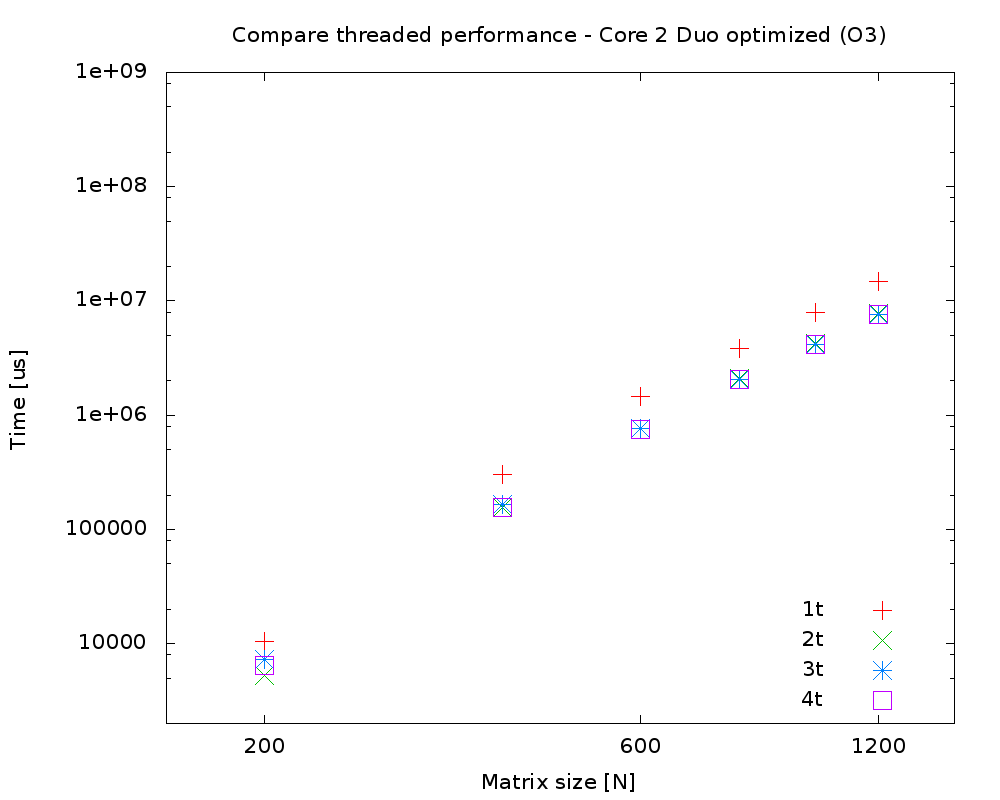 Compare threaded performance - Core 2 Duo optimized (O3)
1e+09
1e+08
1e+07
1e+06
100000
10000
Time [us]
1t
2t
3t
4t
200 600 1200
Matrix size [N]